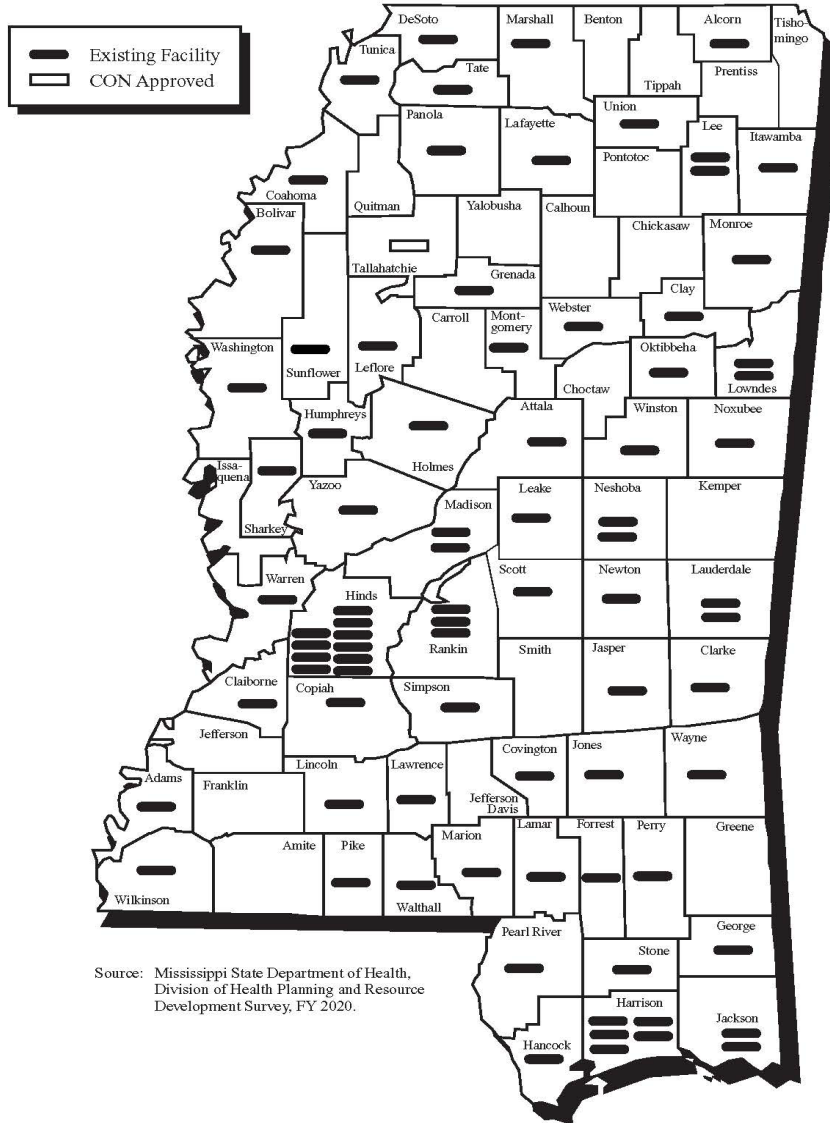 Existing Facility
CON Approved
DeSoto
Marshall
Benton
Alcorn
Tisho-
mingo
Tunica
Tate
Tippah
Prentiss
Panola
Lafayette
Union
Lee
Itawamba
Pontotoc
Coahoma
Quitman
Bolivar
Yalobusha
Calhoun
Chickasaw
Monroe
Tallahatchie
Grenada
Clay
Carroll
Mont-
gomery
Webster
Washington
Sunflower
Leflore
Oktibbeha
Choctaw
Lowndes
Humphreys
Attala
Winston
Noxubee
Holmes
Issa-
quena
Yazoo
Madison
Leake
Neshoba
Kemper
Sharkey
Warren
Hinds
Scott
Newton
Lauderdale
Rankin
Smith
Jasper
Clarke
Claiborne
Copiah
Simpson
Jefferson
Covington
Jones
Wayne
Lincoln
Lawrence
Adams
Franklin
Jefferson
Davis
Amite
Pike
Marion
Lamar
Forrest
Perry
Greene
Wilkinson
Walthall
Pearl River
George
Stone
Source: Mississippi State Department of Health,
Division of Health Planning and Resource
Development Survey, FY 2020.
Harrison
Jackson
Hancock